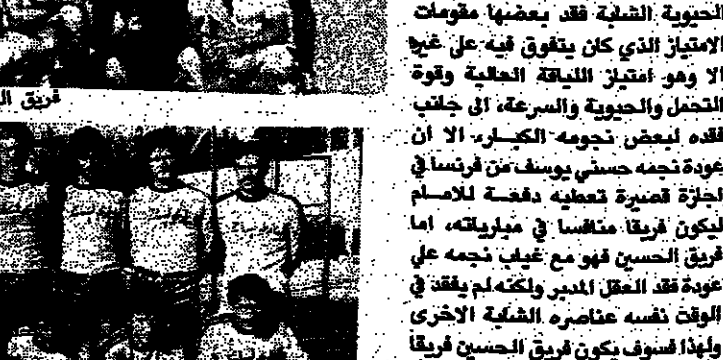 الحيوية الشابة فقد بعضها مقومات
الامتياز الذي كان يتفوق فيه على غيره
الا وهو امتياز اللياقة العالية وقوة
التحمل والحيوية والسرعة، الى جانب
فقده لبعض نجومه الكبار، الا ان
عودة نجمه حسني يوسف من فرنسا في
اجازة قصيرة تعطيه دفعة للامام
ليكون فريقا منافسا في مبارياته، اما
فريق الحسين فهو مع غياب نجمه علي
عودة فقد العقل المدبر ولكنه لم يفقد في
الوقت نفسه عناصره الشابة الاخرى
ولهذا فسوف يكون فريق الحسين فريقا
فريق